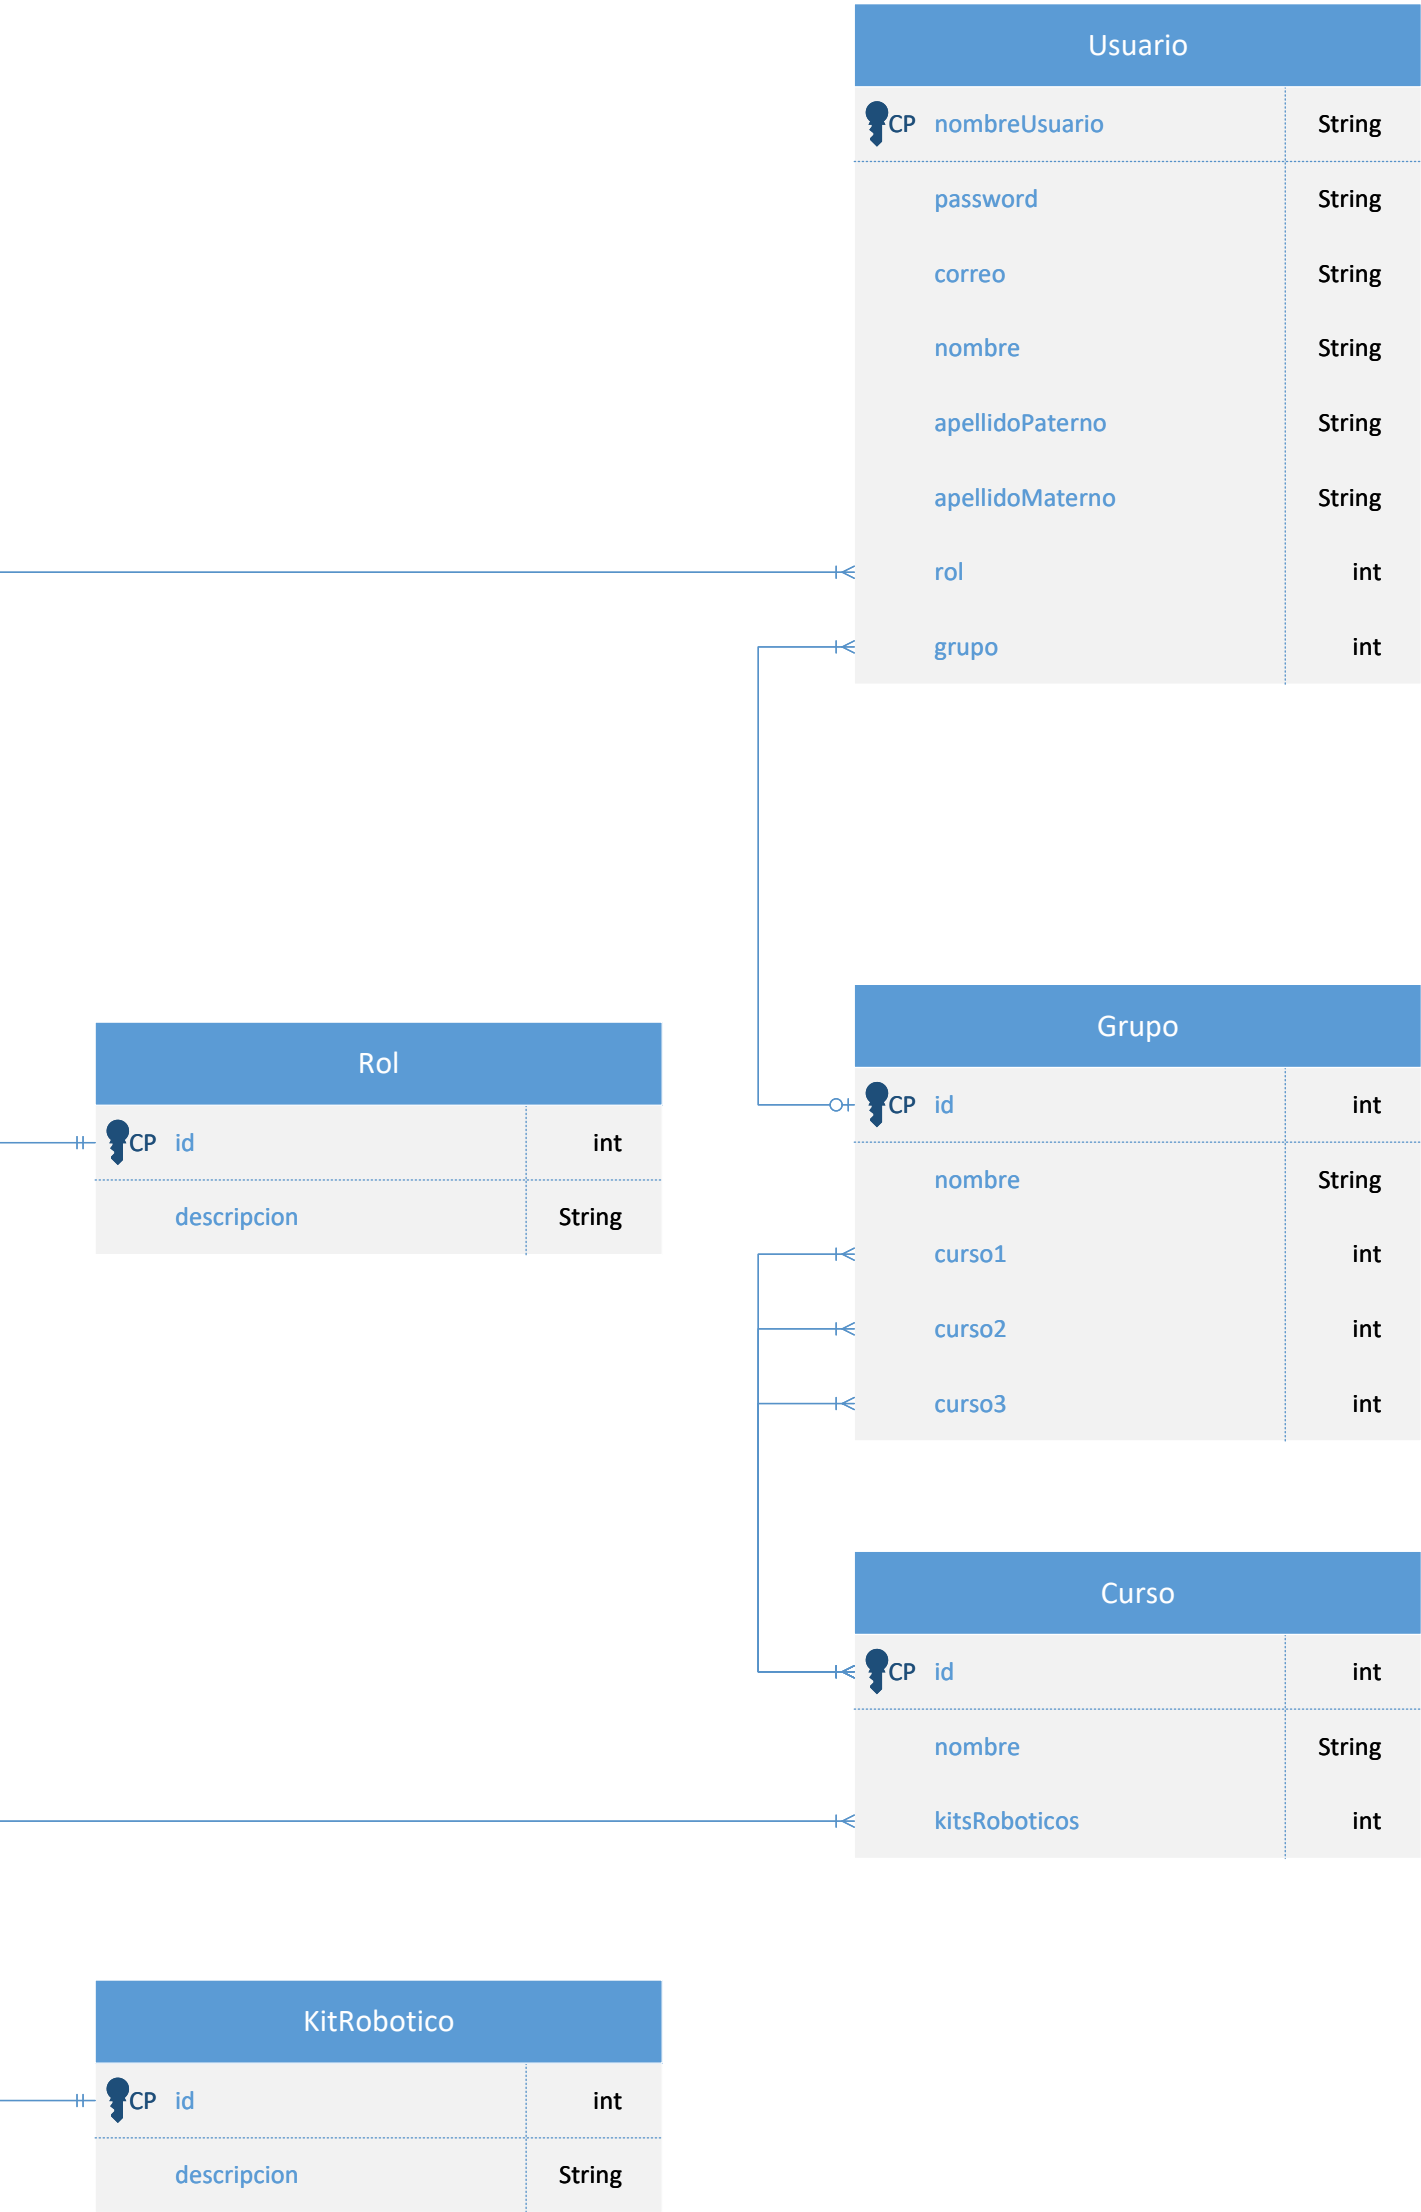 Usuario
CP nombreUsuario String
password String
correo String
nombre String
apellidoPaterno String
apellidoMaterno String
rol int
grupo int
Grupo
CP id int
nombre String
curso1 int
curso2 int
curso3 int
Rol
CP id int
descripcion String
Curso
CP id int
nombre String
kitsRoboticos int
KitRobotico
CP id int
descripcion String